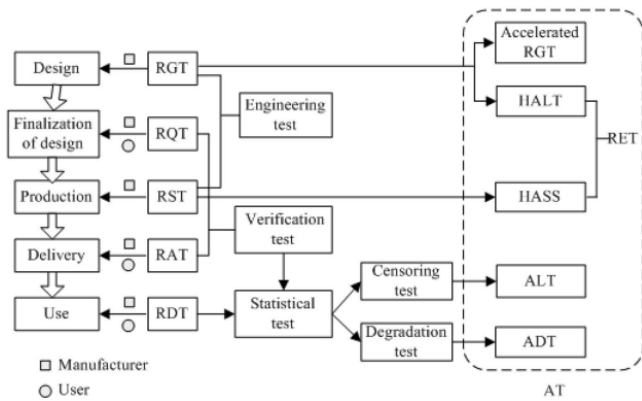 Accelerated
RGT
Design
RGT
HALT
Engineering
test
Finalization
of design
RQT
RET
Production
RST
HASS
Verification
test
Delivery
RAT
Censoring
test
ALT
Use
RDT
Statistical
test
Degradation
test
ADT
Manufacturer
User
AT